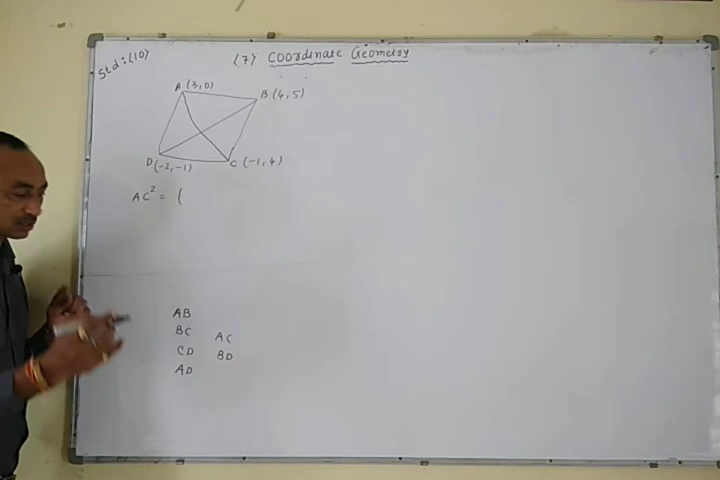 Std:(10)
(7) Coordinate Geometry
A (3,0)
B (4,5)
D (-2,-1)
C (-1,4)
AC² = (
AB
BC
AC
CD
BD
AD